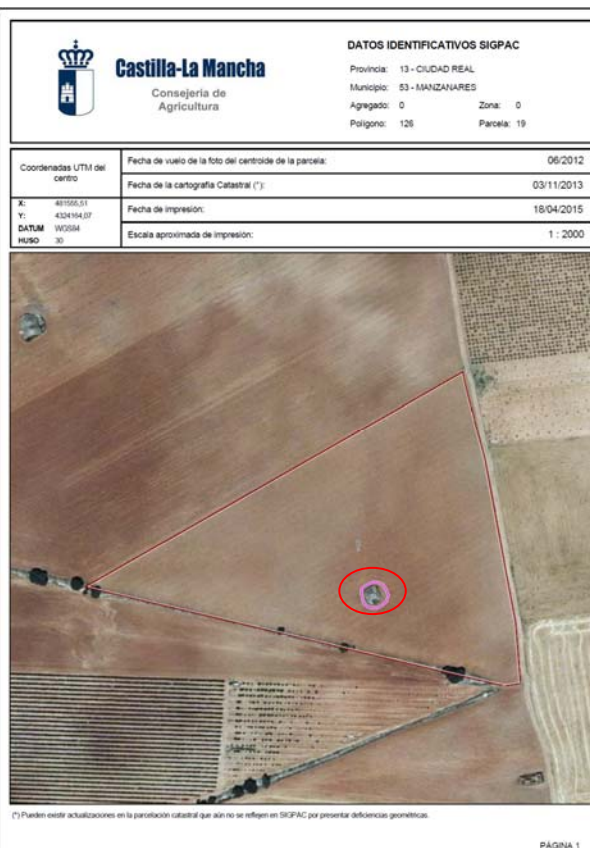 Castilla-La Mancha
Consejería de
Agricultura
DATOS IDENTIFICATIVOS SIGPAC
Provincia: 13 - CIUDAD REAL
Municipio: 53 - MANZANARES
Agregado: 0 Zona: 0
Polígono: 126 Parcela: 19
Coordenadas UTM del
centro
X: 481555,51
Y: 4324164,07
DATUM WGS84
HUSO 30
Fecha de vuelo de la foto del centroide de la parcela: 06/2012
Fecha de la cartografía Catastral (*): 03/11/2013
Fecha de impresión: 18/04/2015
Escala aproximada de impresión: 1 : 2000
(*) Pueden existir actualizaciones en la parcelación catastral que aún no se reflejen en SIGPAC por presentar deficiencias geométricas.
PÁGINA 1